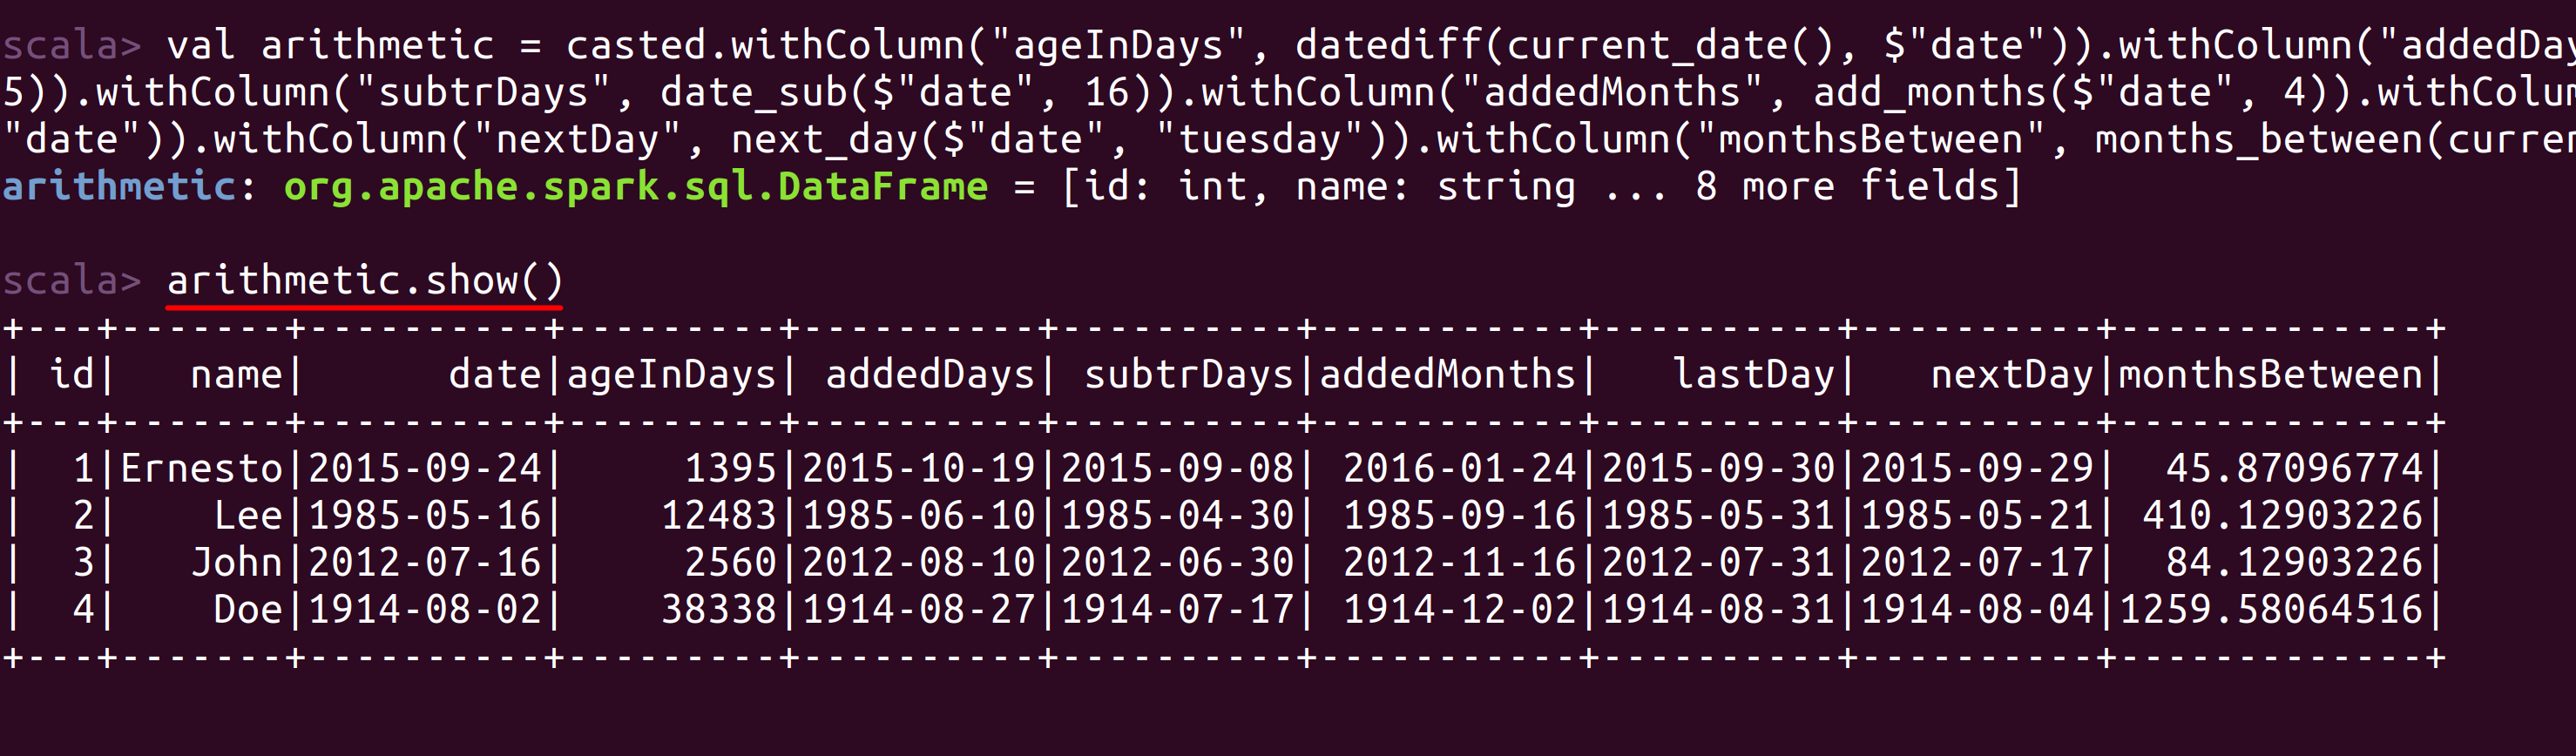 scala> val arithmetic = casted.withColumn("ageInDays", datediff(current_date(), $"date")).withColumn("addedDay
5)).withColumn("subtrDays", date_sub($"date", 16)).withColumn("addedMonths", add_months($"date", 4)).withColum
"date")).withColumn("nextDay", next_day($"date", "tuesday")).withColumn("monthsBetween", months_between(curren
arithmetic: org.apache.spark.sql.DataFrame = [id: int, name: string ... 8 more fields]
scala> arithmetic.show()
+---+-------+----------+---------+----------+----------+-----------+----------+----------+-------------+
| id|   name|      date|ageInDays| addedDays| subtrDays|addedMonths|   lastDay|   nextDay|monthsBetween|
+---+-------+----------+---------+----------+----------+-----------+----------+----------+-------------+
|  1|Ernesto|2015-09-24|     1395|2015-10-19|2015-09-08| 2016-01-24|2015-09-30|2015-09-29|  45.87096774|
|  2|    Lee|1985-05-16|    12483|1985-06-10|1985-04-30| 1985-09-16|1985-05-31|1985-05-21| 410.12903226|
|  3|   John|2012-07-16|     2560|2012-08-10|2012-06-30| 2012-11-16|2012-07-31|2012-07-17|  84.12903226|
|  4|    Doe|1914-08-02|    38338|1914-08-27|1914-07-17| 1914-12-02|1914-08-31|1914-08-04|1259.58064516|
+---+-------+----------+---------+----------+----------+-----------+----------+----------+-------------+